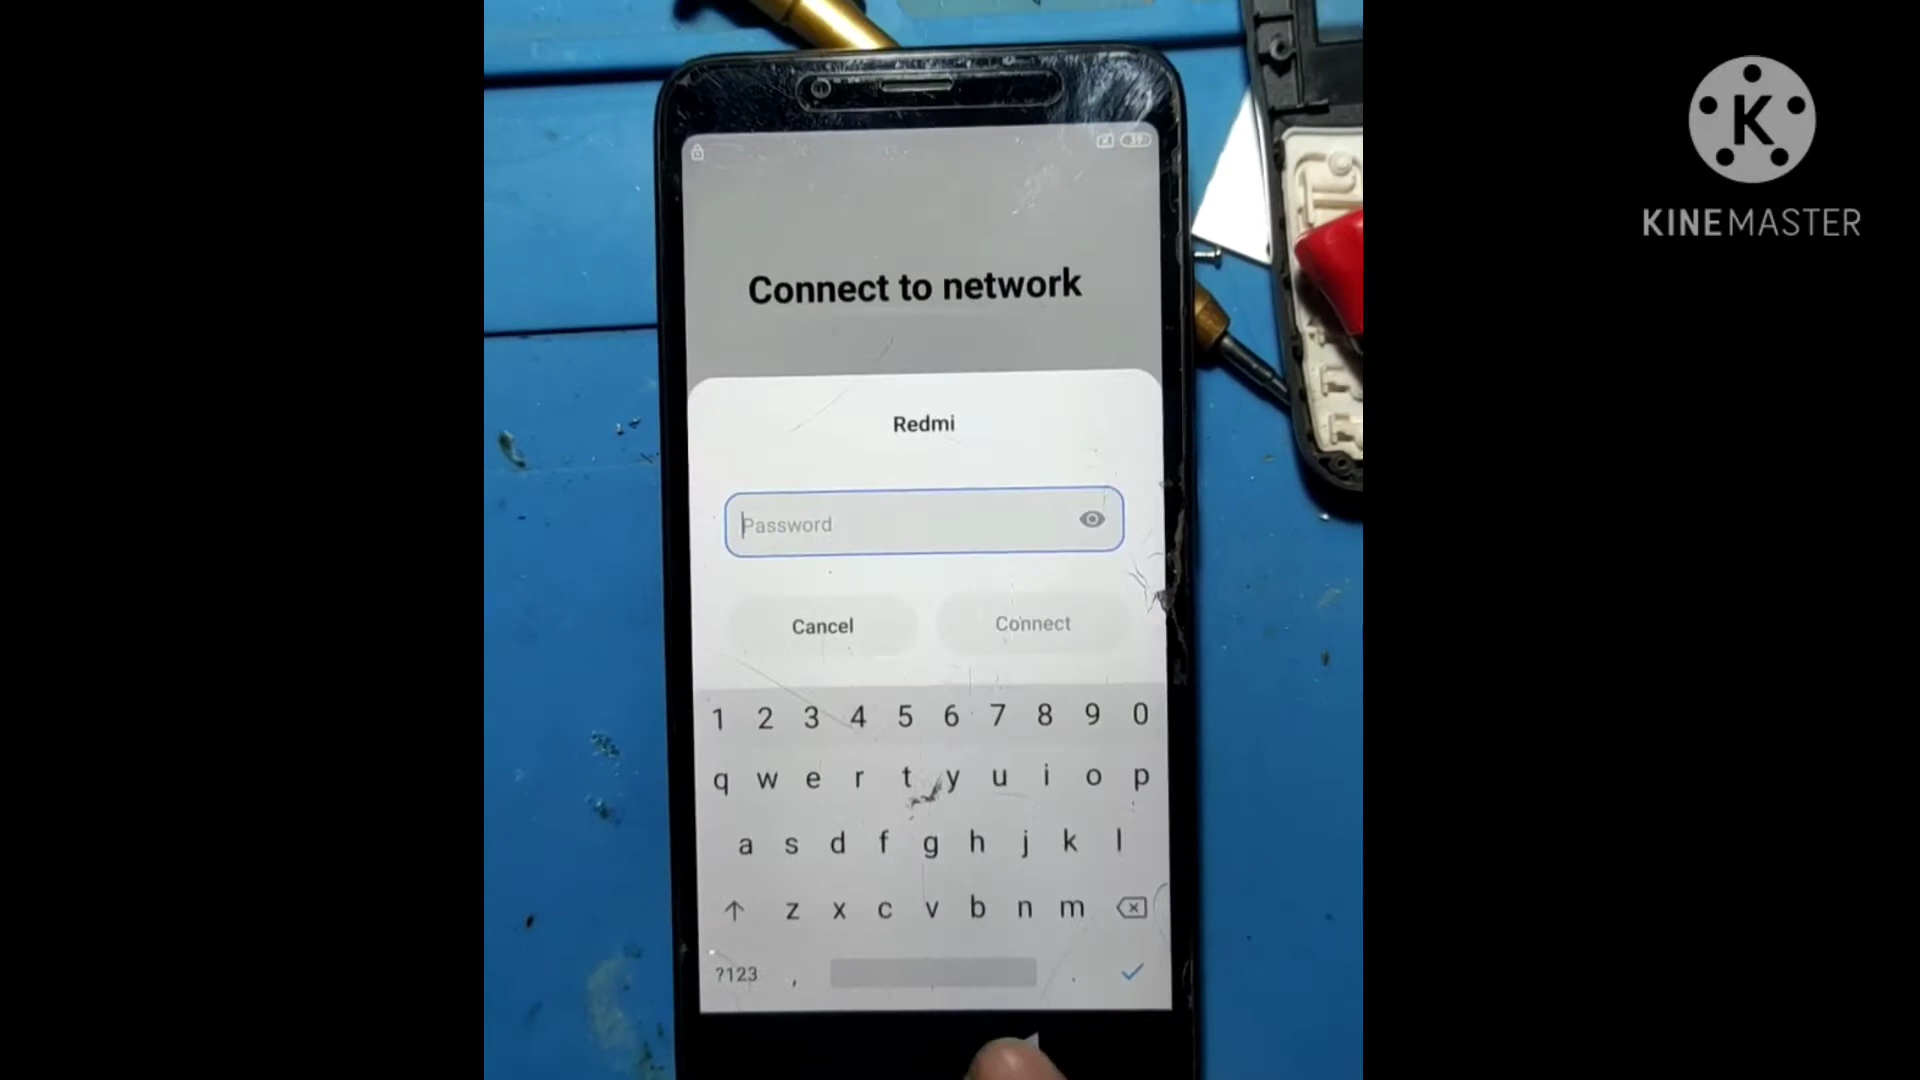 K
KINEMASTER
39
Connect to network
Redmi
Password
Cancel
Connect
1 2 3 4 5 6 7 8 9 0
q w e r t y u i o p
a s d f g h j k l
z x c v b n m
?123 , .